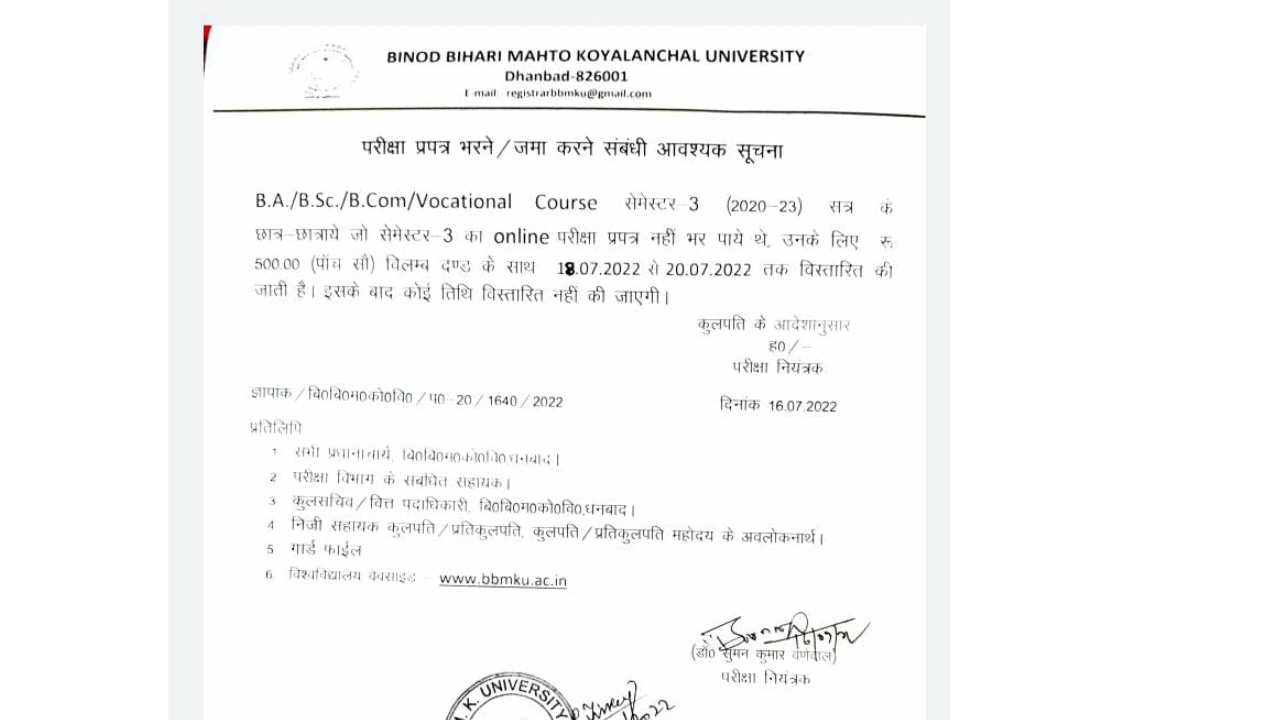 BINOD BIHARI MAHTO KOYALANCHAL UNIVERSITY
Dhanbad-826001
E-mail registrarbbmku@gmail.com
परीक्षा प्रपत्र भरने/जमा करने संबंधी आवश्यक सूचना
B.A./B.Sc./B.Com/Vocational Course सेमेस्टर-3 (2020-23) सत्र के
छात्र-छात्राये जो सेमेस्टर-3 का online परीक्षा प्रपत्र नहीं भर पाये थे, उनके लिए रू
500.00 (पॉच सौ) विलम्ब दण्ड के साथ 18.07.2022 से 20.07.2022 तक विस्तारित की
जाती है। इसके बाद कोई तिथि विस्तारित नहीं की जाएगी।
कुलपति के आदेशानुसार
ह0/-
परीक्षा नियंत्रक
ज्ञापाक/बि0बि0म0को0वि0/प0-20/1640/2022
दिनांक 16.07.2022
प्रतिलिपि
1 सभी प्रधानाचार्य, बि0बि0म0को0वि0,धनबाद।
2 परीक्षा विभाग के संबंधित सहायक।
3 कुलसचिव/वित्त पदाधिकारी, बि0बि0म0को0वि0,धनबाद।
4 निजी सहायक कुलपति/प्रतिकुलपति, कुलपति/प्रतिकुलपति महोदय के अवलोकनार्थ।
5. गार्ड फाईल
6. विश्वविद्यालय वेवसाइड - www.bbmku.ac.in
(डॉ0 सुमन कुमार वर्णवाल)
परीक्षा नियंत्रक
K. UNIVERSITY